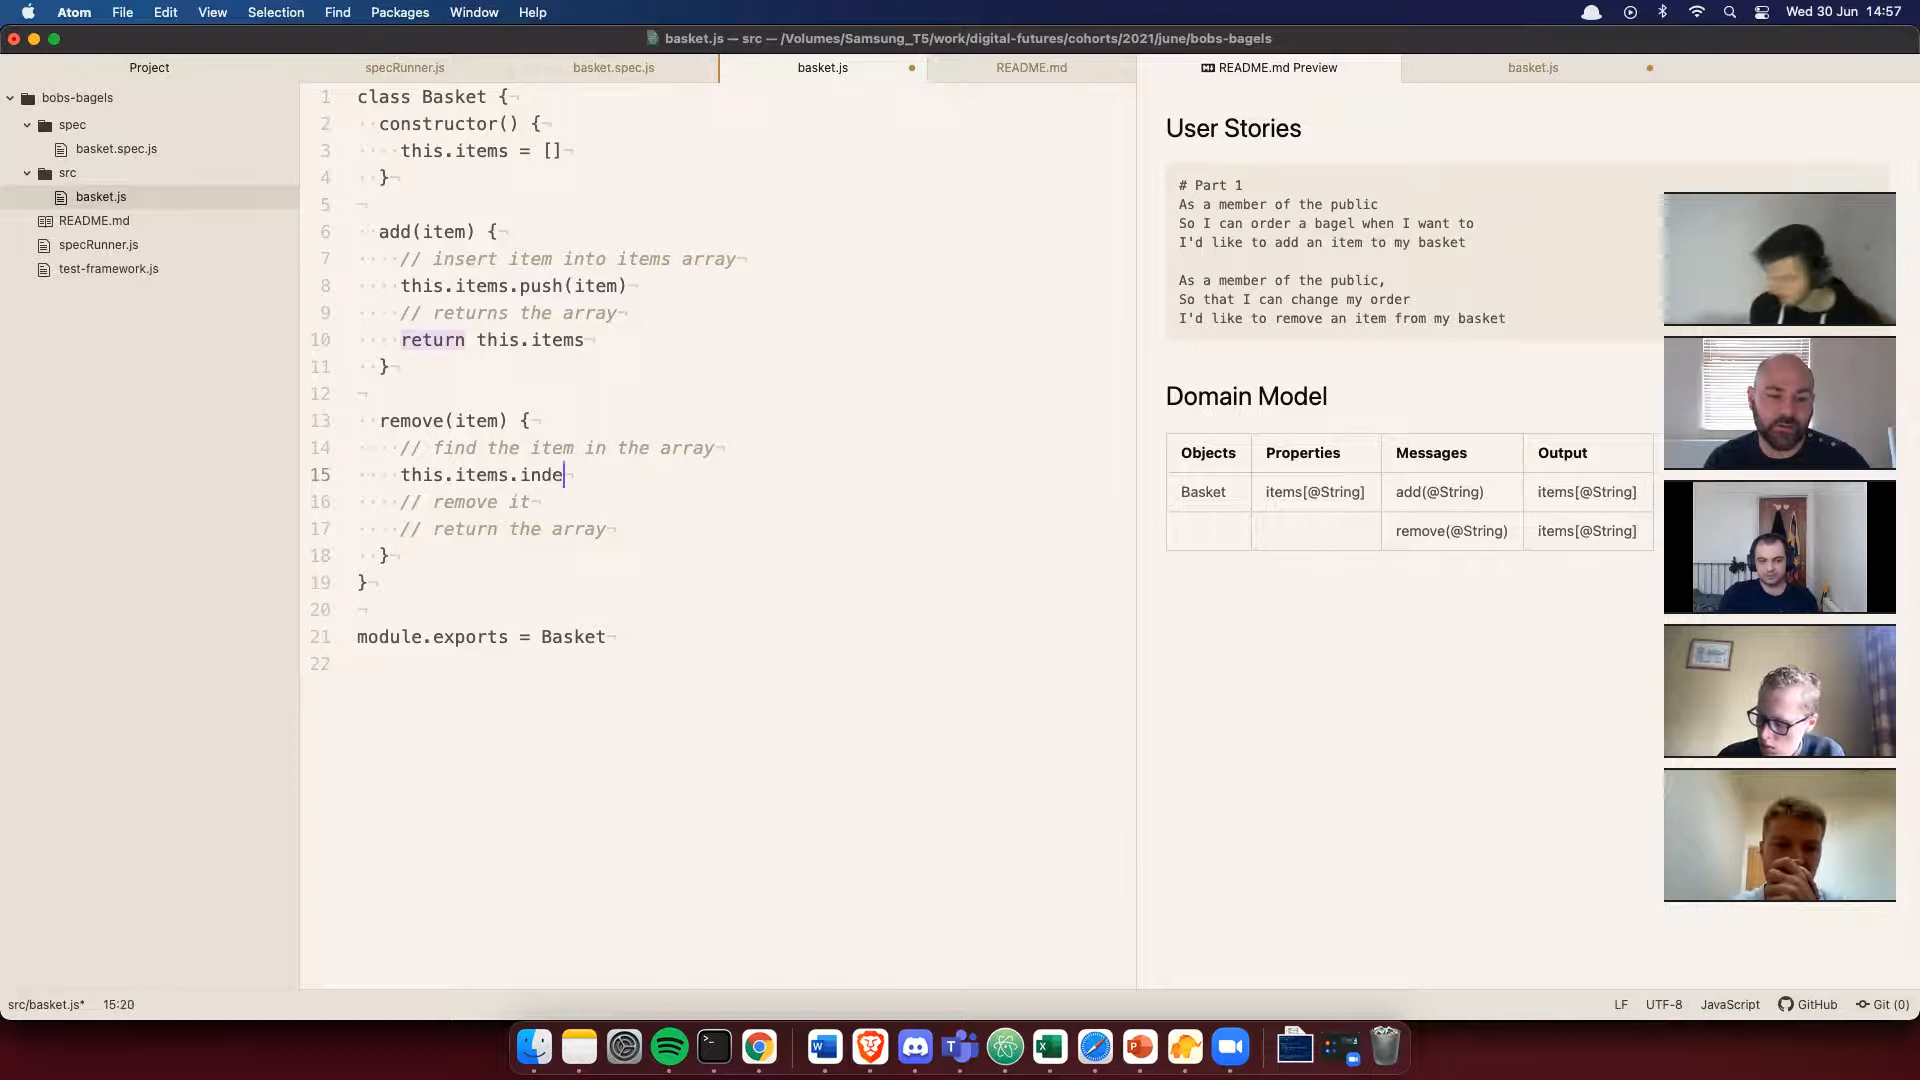 Atom File Edit View Selection Find Packages Window Help Wed 30 Jun 14:57
basket.js — src — /Volumes/Samsung_T5/work/digital-futures/cohorts/2021/june/bobs-bagels
Project
specRunner.js basket.spec.js basket.js README.md README.md Preview basket.js
bobs-bagels
spec
basket.spec.js
src
basket.js
README.md
specRunner.js
test-framework.js
1 class Basket {
2 constructor() {
3 this.items = []
4 }
5
6 add(item) {
7 // insert item into items array
8 this.items.push(item)
9 // returns the array
10 return this.items
11 }
12
13 remove(item) {
14 // find the item in the array
15 this.items.inde
16 // remove it
17 // return the array
18 }
19 }
20
21 module.exports = Basket
22
User Stories
# Part 1
As a member of the public
So I can order a bagel when I want to
I'd like to add an item to my basket
As a member of the public,
So that I can change my order
I'd like to remove an item from my basket
Domain Model
Objects Properties Messages Output
Basket items[@String] add(@String) items[@String]
remove(@String) items[@String]
src/basket.js* 15:20 LF UTF-8 JavaScript GitHub Git (0)